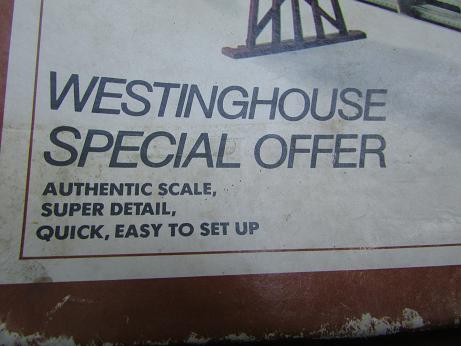 WESTINGHOUSE
SPECIAL OFFER
AUTHENTIC SCALE,
SUPER DETAIL,
QUICK, EASY TO SET UP